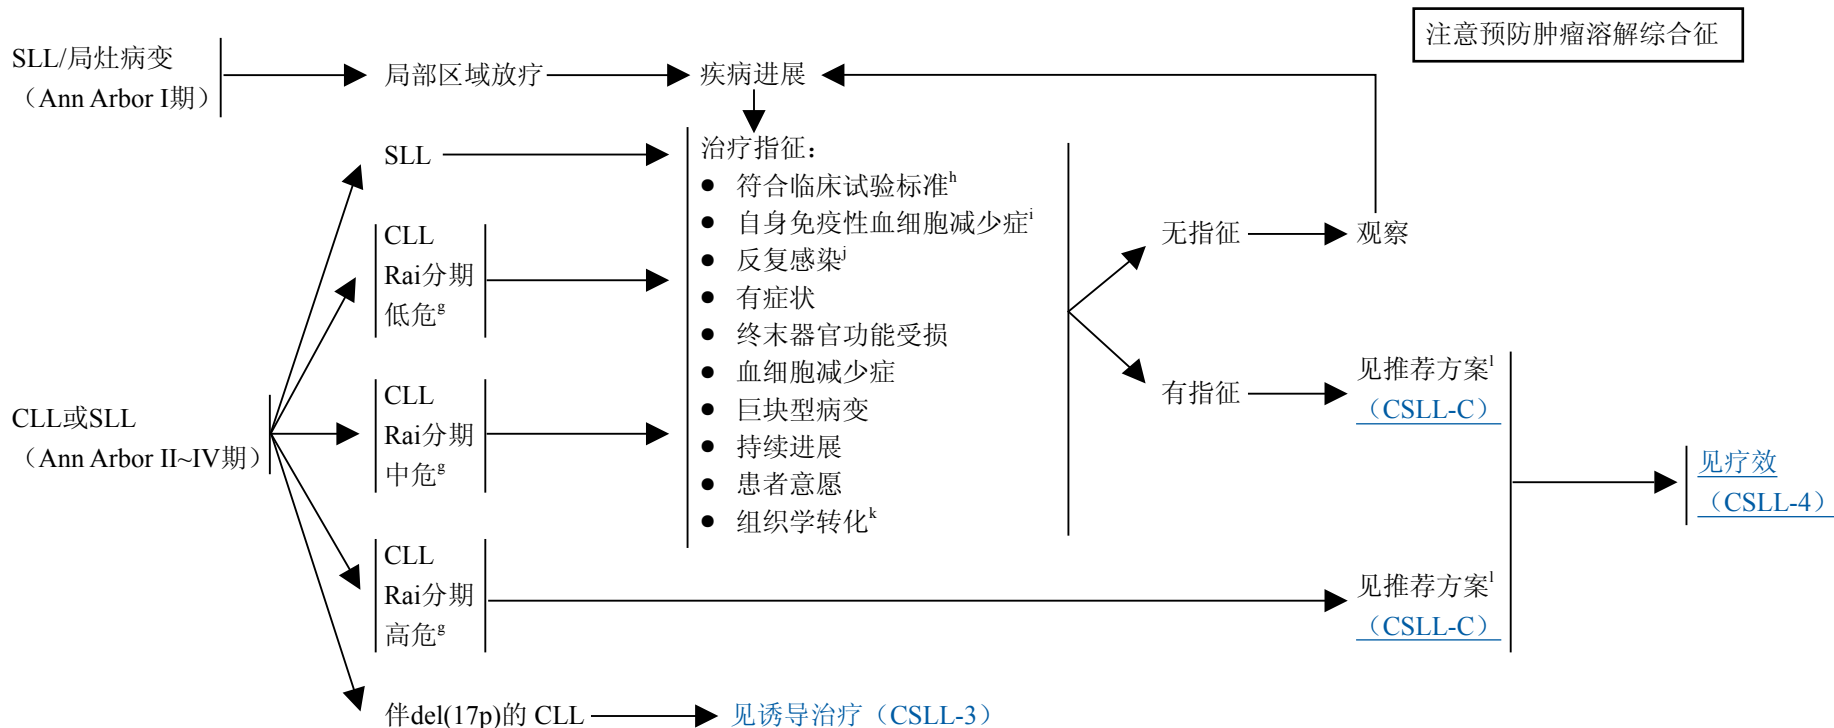 注意预防肿瘤溶解综合征
SLL/局灶病变
（Ann Arbor I期）
局部区域放疗
疾病进展
SLL
CLL
Rai分期
低危g
CLL或SLL
（Ann Arbor II~IV期）
CLL
Rai分期
中危g
CLL
Rai分期
高危g
伴del(17p)的 CLL
见诱导治疗（CSLL-3）
治疗指征：
● 符合临床试验标准h
● 自身免疫性血细胞减少症i
● 反复感染j
● 有症状
● 终末器官功能受损
● 血细胞减少症
● 巨块型病变
● 持续进展
● 患者意愿
● 组织学转化k
无指征
观察
有指征
见推荐方案l
（CSLL-C）
见推荐方案l
（CSLL-C）
见疗效
（CSLL-4）